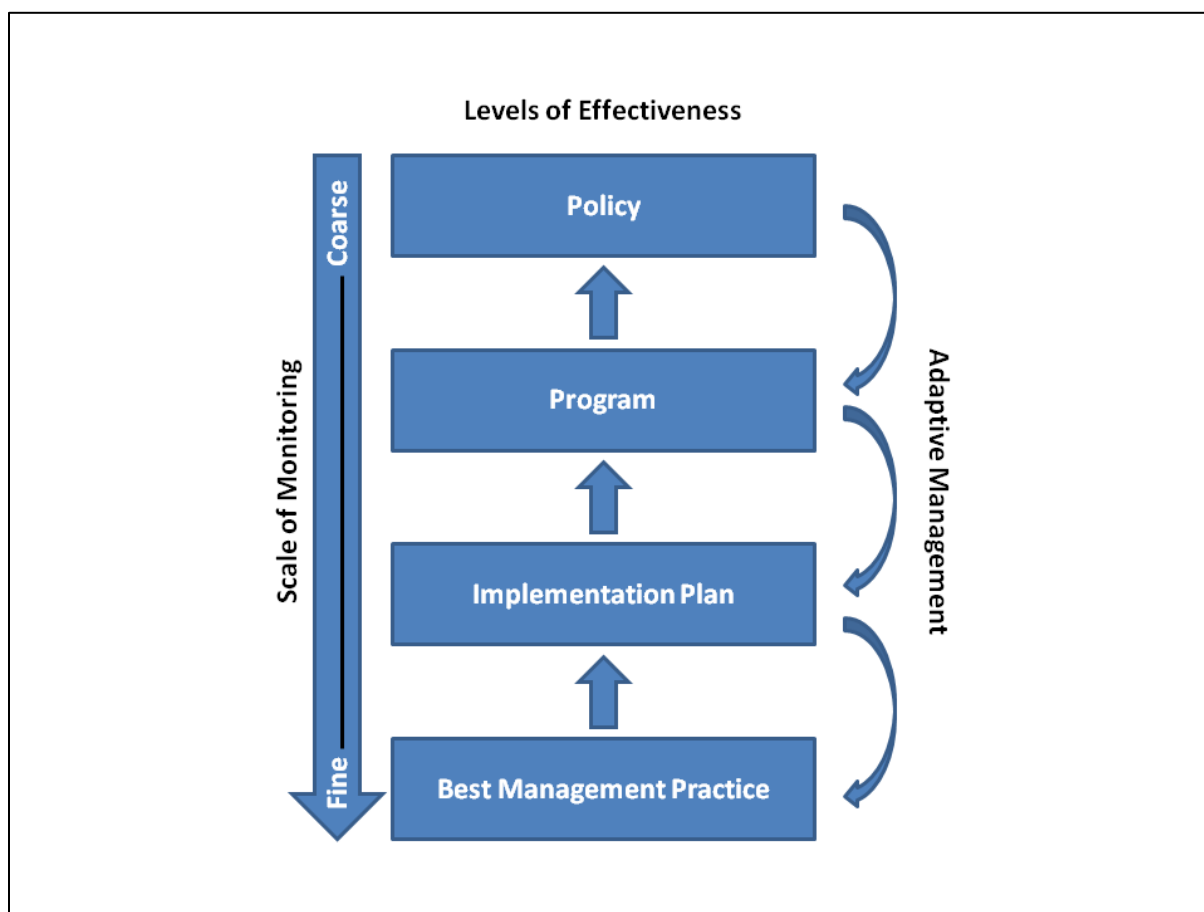 Levels of Effectiveness
Coarse
Fine
Scale of Monitoring
Policy
Program
Implementation Plan
Best Management Practice
Adaptive Management